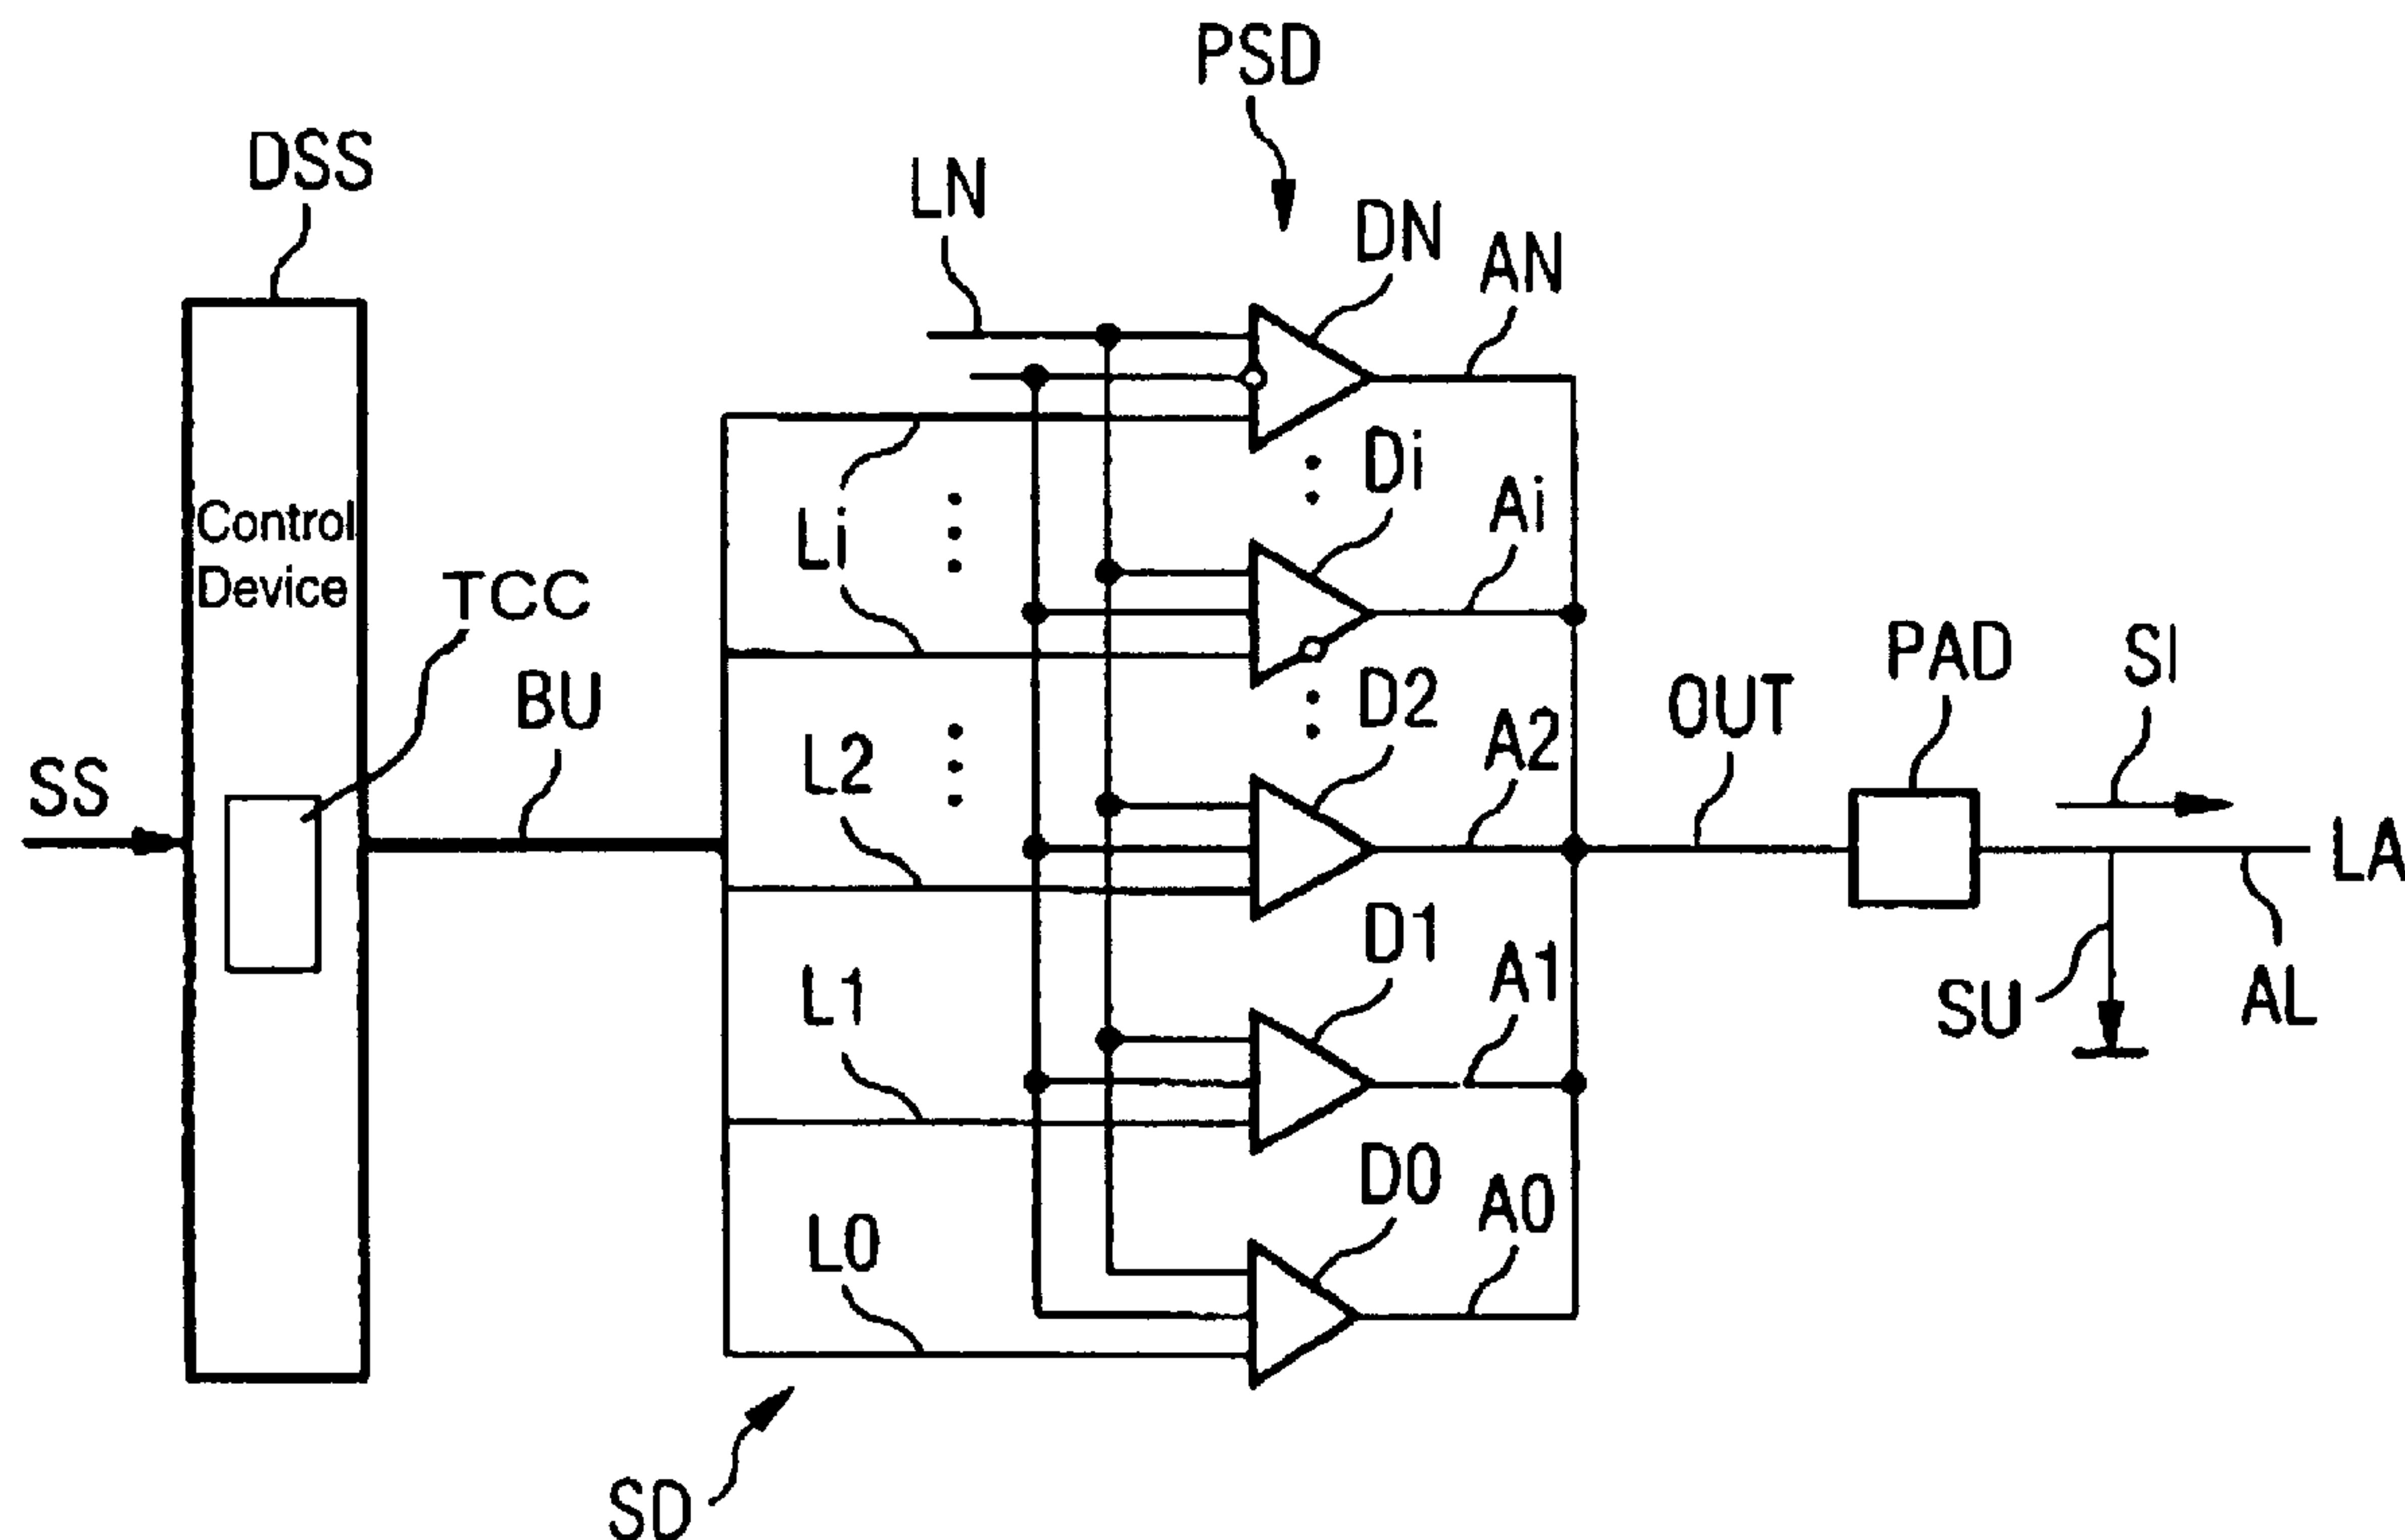 PSD
DSS
LN
DN
AN
Di
Ai
Control
Device
Li
TCC
BU
D2
A2
L2
SS
OUT
PAD
SI
LA
D1
A1
L1
SU
AL
D0
A0
L0
SD